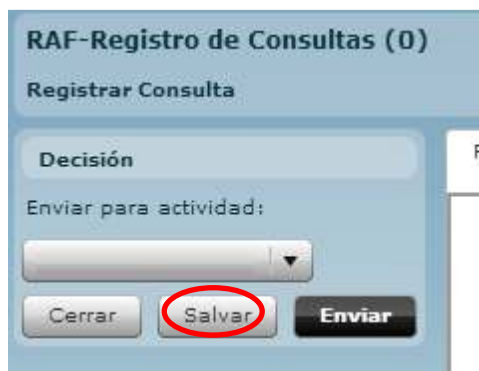 RAF-Registro de Consultas (0)
Registrar Consulta
Decisión
Enviar para actividad:
Cerrar Salvar Enviar